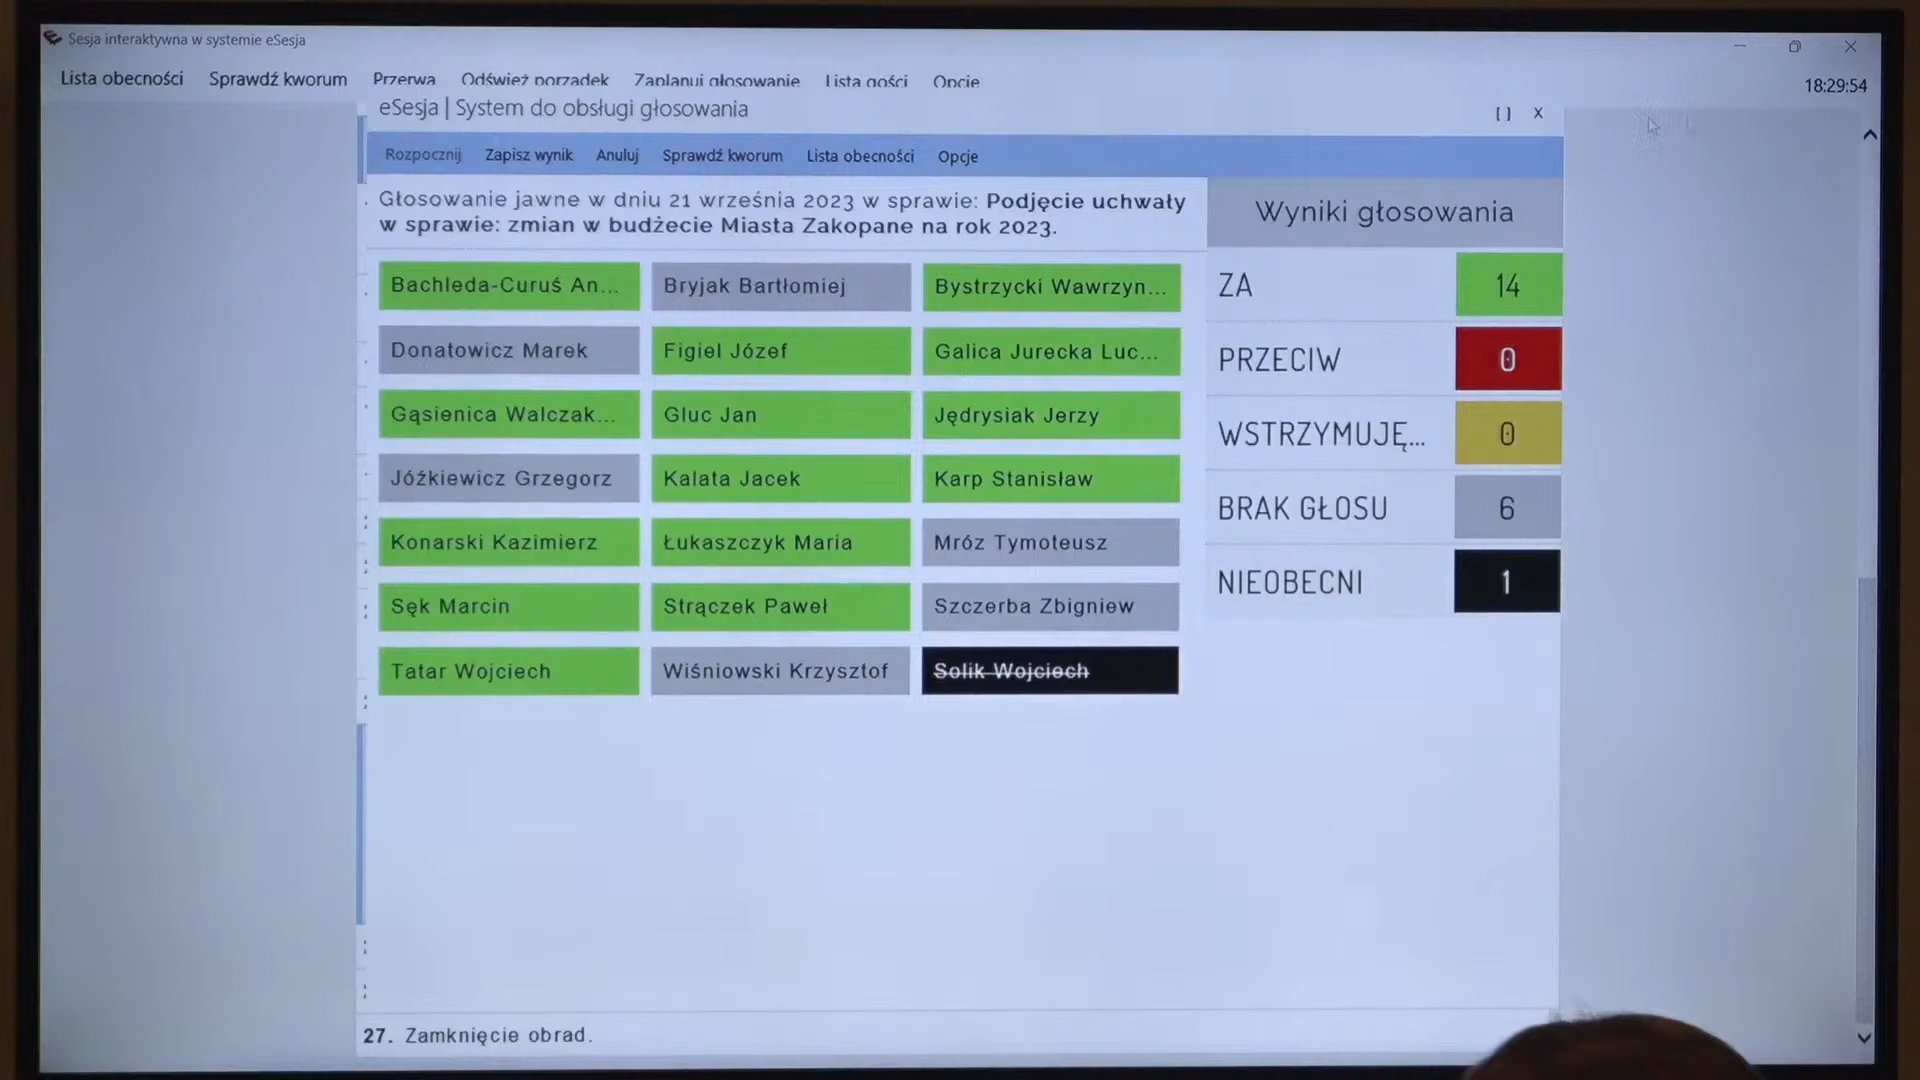 Sesja interaktywna w systemie eSesja
Lista obecności Sprawdź kworum Przerwa Odśwież porządek Zaplanuj głosowanie Lista gości Opcje
18:29:54
eSesja | System do obsługi głosowania
[ ] X
Rozpocznij Zapisz wynik Anuluj Sprawdź kworum Lista obecności Opcje
Głosowanie jawne w dniu 21 września 2023 w sprawie: Podjęcie uchwały
w sprawie: zmian w budżecie Miasta Zakopane na rok 2023.
Wyniki głosowania
Bachleda-Curuś An... Bryjak Bartłomiej Bystrzycki Wawrzyn...
Donatowicz Marek Figiel Józef Galica Jurecka Luc...
Gąsienica Walczak... Gluc Jan Jędrysiak Jerzy
Jóźkiewicz Grzegorz Kalata Jacek Karp Stanisław
Konarski Kazimierz Łukaszczyk Maria Mróz Tymoteusz
Sęk Marcin Strączek Paweł Szczerba Zbigniew
Tatar Wojciech Wiśniowski Krzysztof Solik Wojciech
ZA 14
PRZECIW 0
WSTRZYMUJĘ... 0
BRAK GŁOSU 6
NIEOBECNI 1
27. Zamknięcie obrad.